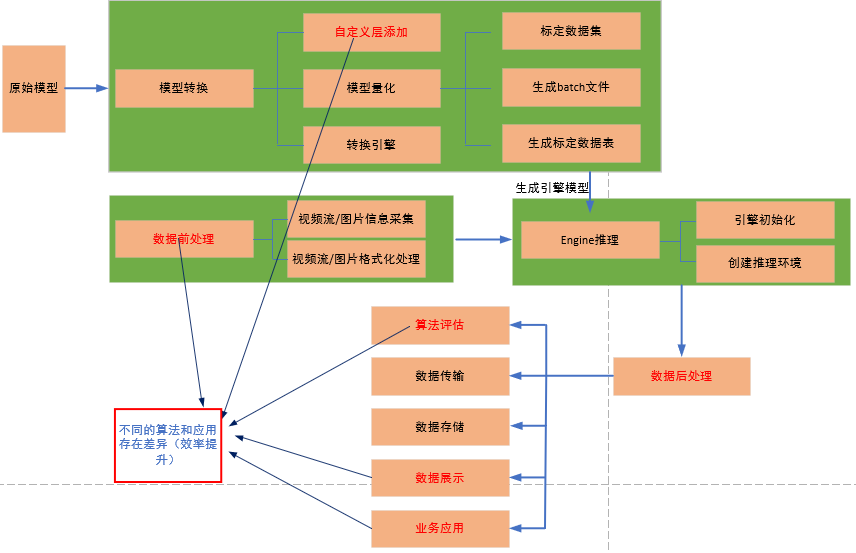 自定义层添加
标定数据集
原始模型
模型转换
模型量化
生成batch文件
转换引擎
生成标定数据表
生成引擎模型
数据前处理
视频流/图片信息采集
视频流/图片格式化处理
Engine推理
引擎初始化
创建推理环境
算法评估
数据传输
数据后处理
数据存储
数据展示
业务应用
不同的算法和应用
存在差异（效率提
升）